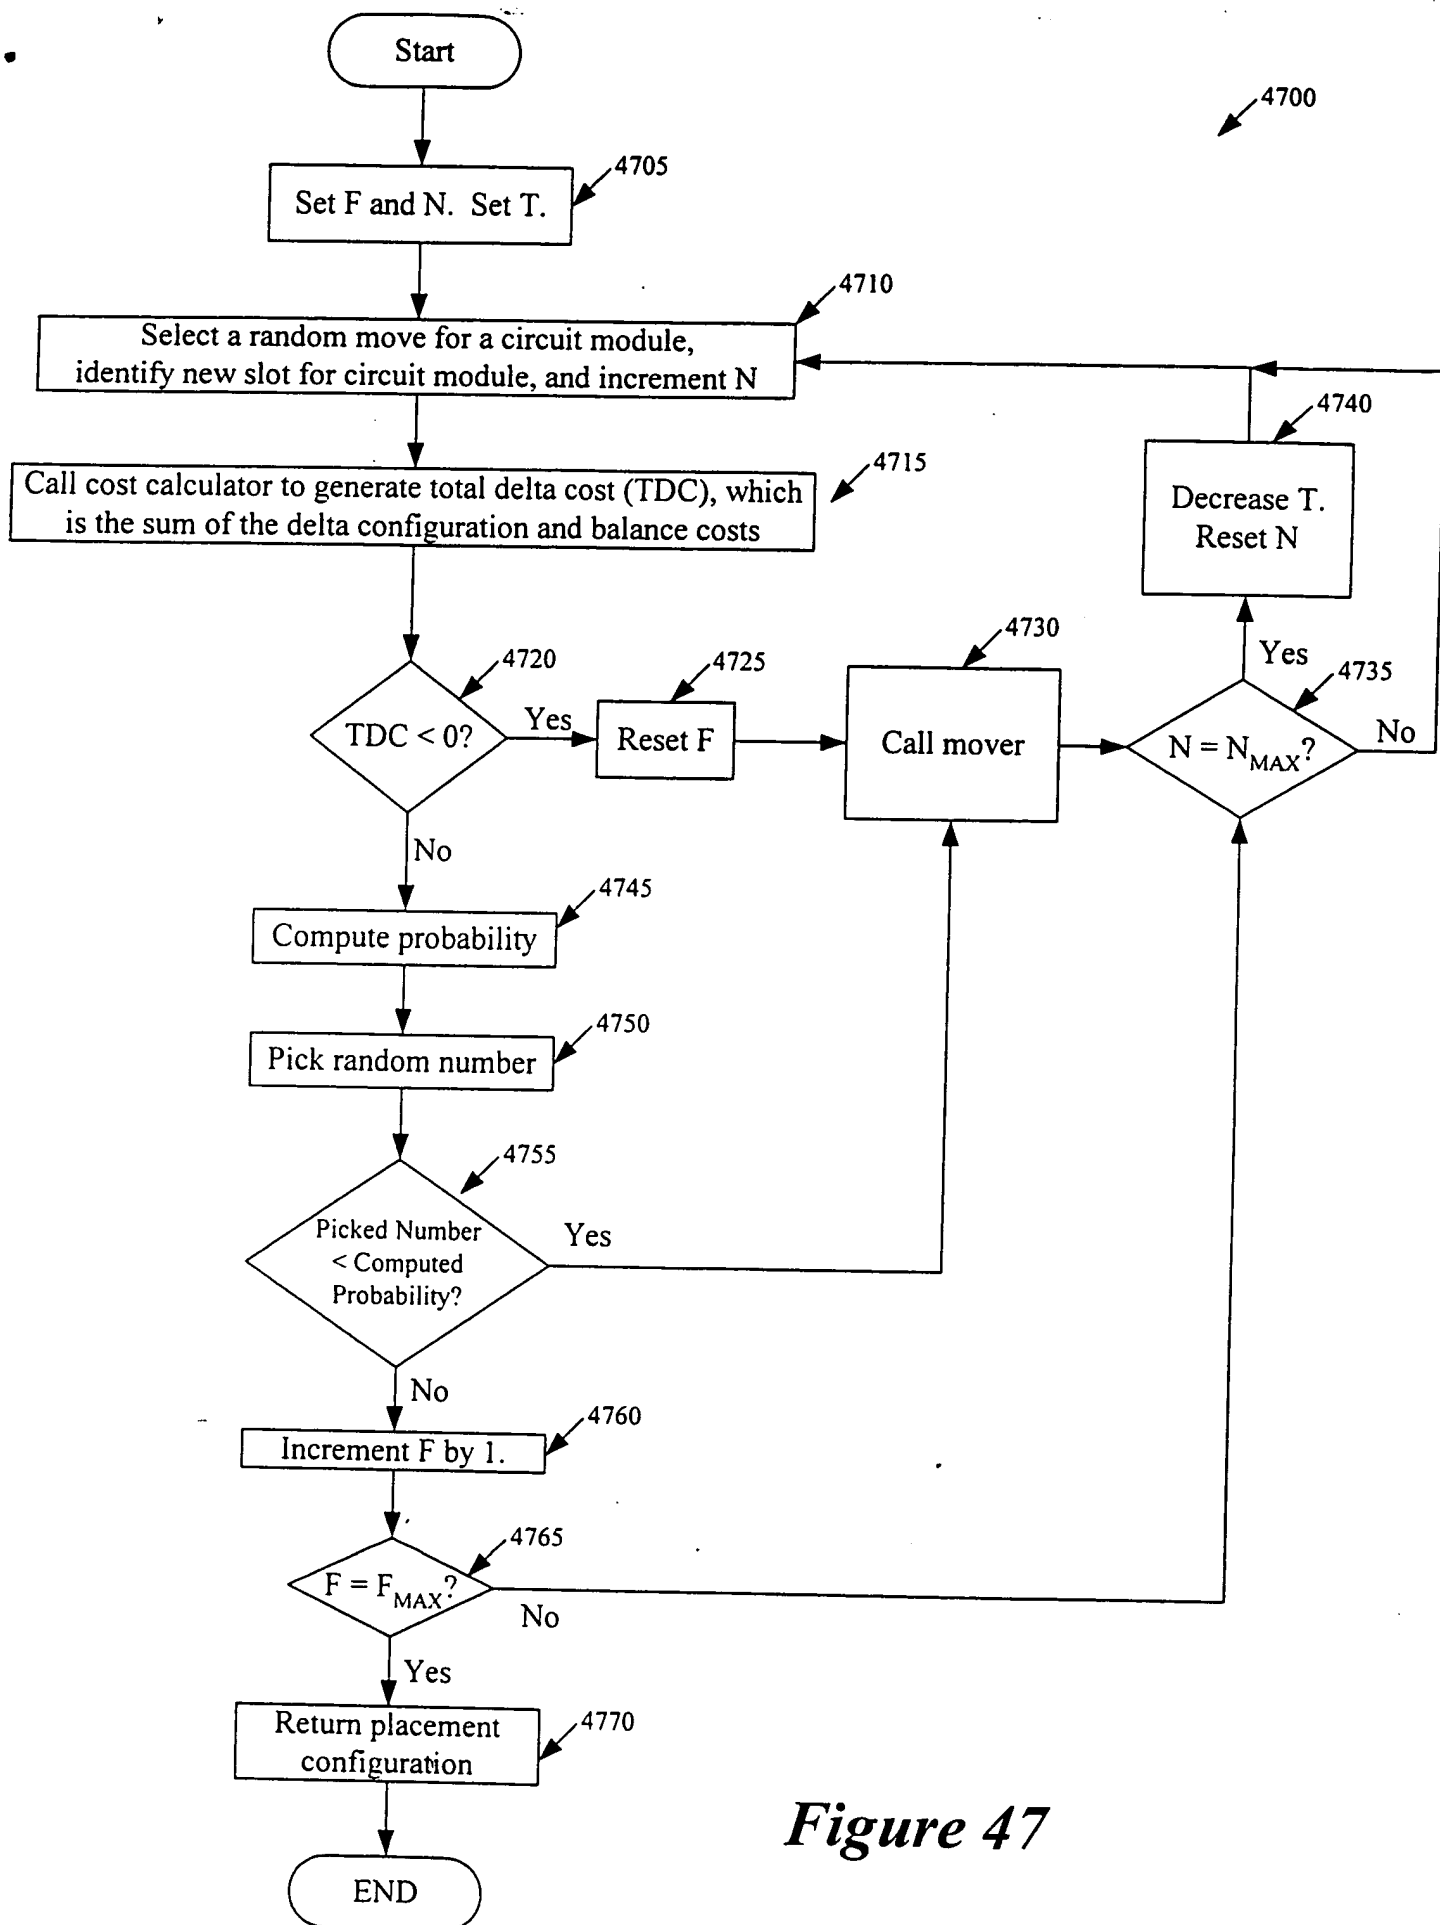 Start
4700
4705
Set F and N. Set T.
4710
Select a random move for a circuit module,
identify new slot for circuit module, and increment N
4740
Decrease T.
Reset N
4715
Call cost calculator to generate total delta cost (TDC), which
is the sum of the delta configuration and balance costs
4720
TDC < 0?
Yes
4725
Reset F
4730
Call mover
Yes
4735
N = NMAX?
No
No
4745
Compute probability
4750
Pick random number
4755
Picked Number
< Computed
Probability?
Yes
No
4760
Increment F by 1.
4765
F = FMAX?
No
Yes
4770
Return placement
configuration
END
Figure 47